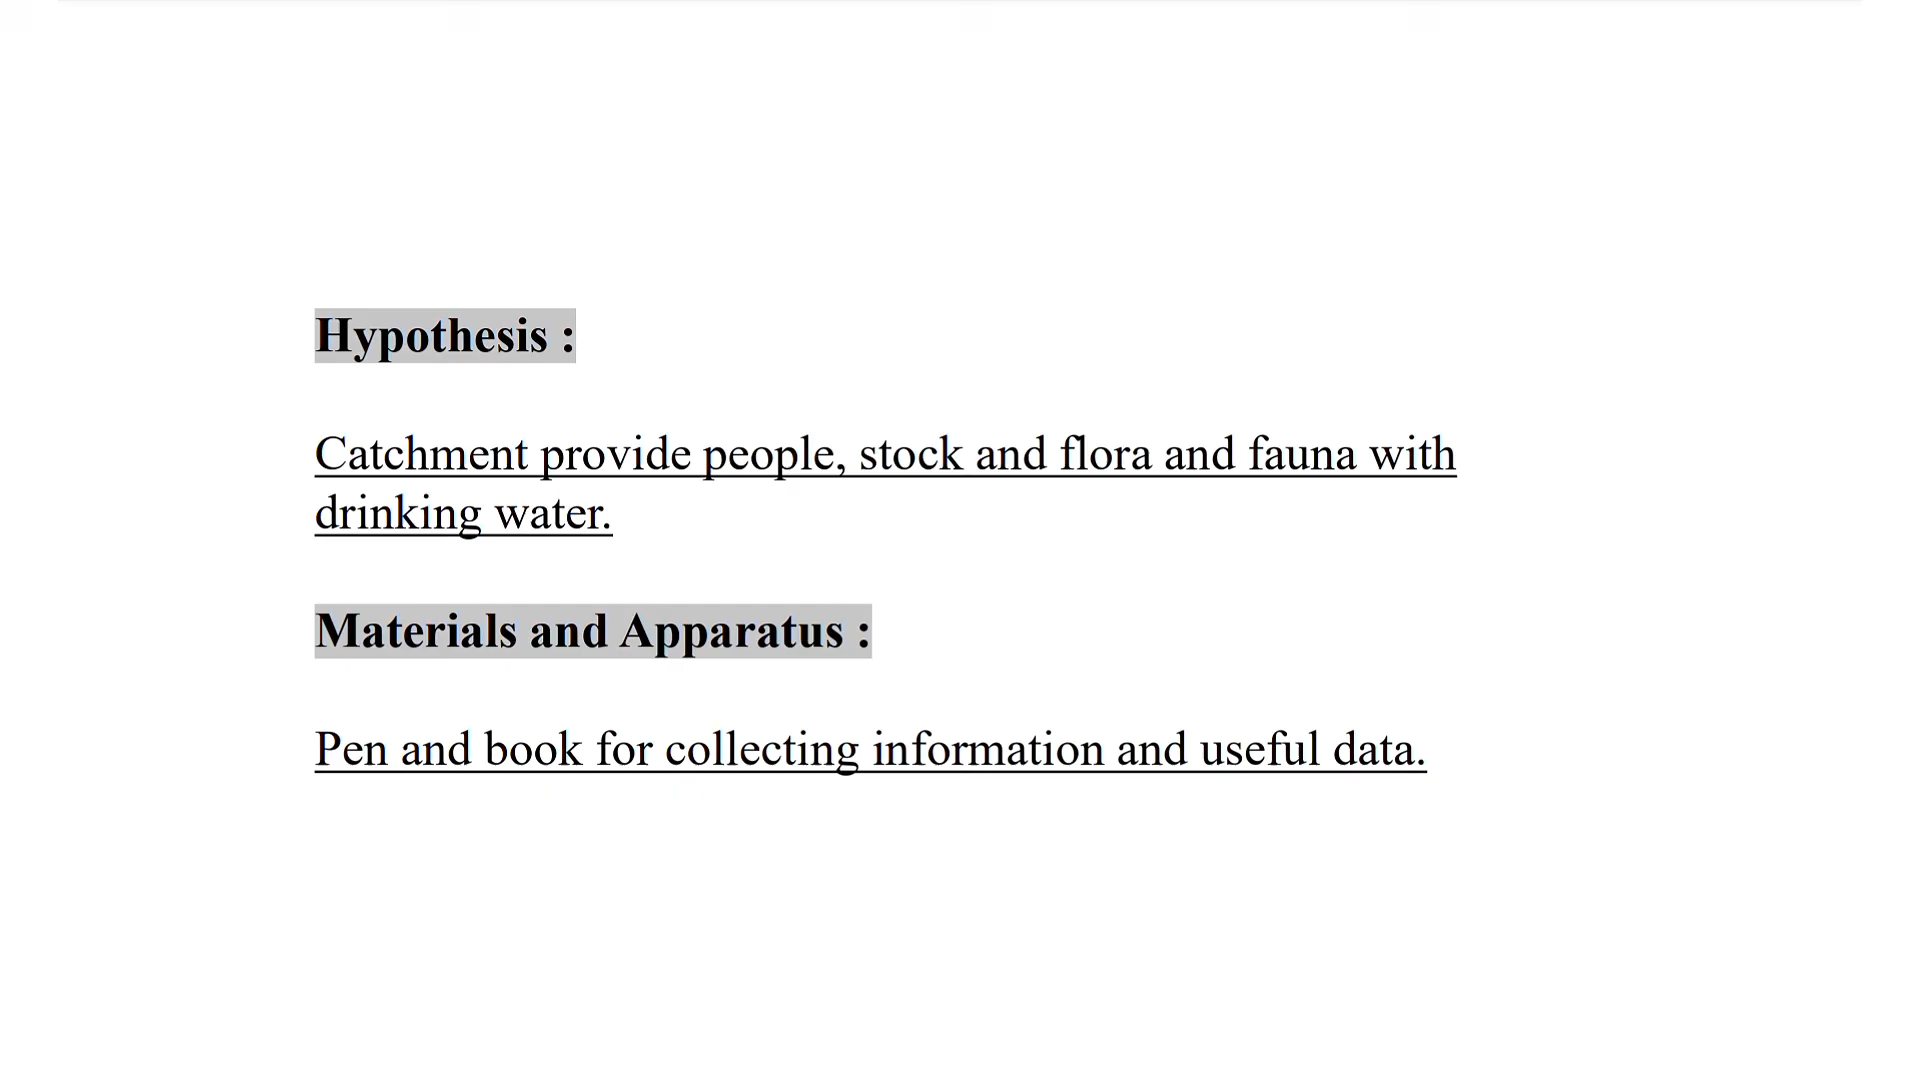 Hypothesis :
Catchment provide people, stock and flora and fauna with
drinking water.
Materials and Apparatus :
Pen and book for collecting information and useful data.